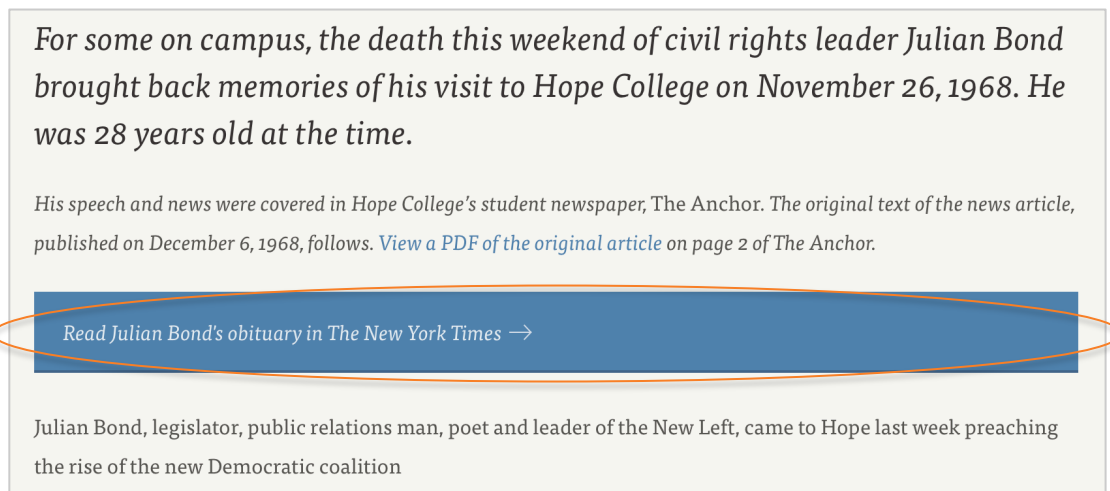 For some on campus, the death this weekend of civil rights leader Julian Bond
brought back memories of his visit to Hope College on November 26, 1968. He
was 28 years old at the time.
His speech and news were covered in Hope College’s student newspaper, The Anchor. The original text of the news article,
published on December 6, 1968, follows. View a PDF of the original article on page 2 of The Anchor.
Read Julian Bond's obituary in The New York Times →
Julian Bond, legislator, public relations man, poet and leader of the New Left, came to Hope last week preaching
the rise of the new Democratic coalition